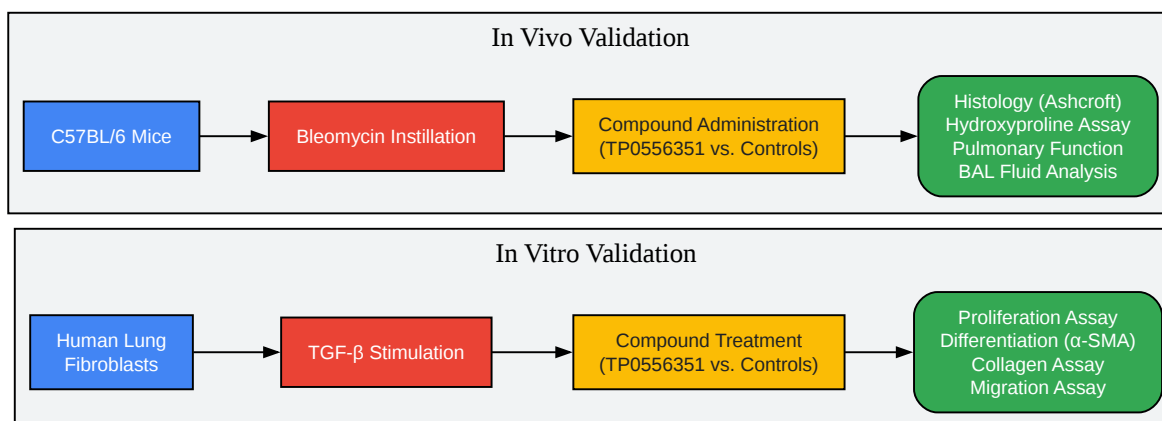 In Vivo Validation
C57BL/6 Mice
Bleomycin Instillation
Compound Administration
(TP0556351 vs. Controls)
Histology (Ashcroft)
Hydroxyproline Assay
Pulmonary Function
BAL Fluid Analysis
In Vitro Validation
Human Lung
Fibroblasts
TGF-β Stimulation
Compound Treatment
(TP0556351 vs. Controls)
Proliferation Assay
Differentiation (α-SMA)
Collagen Assay
Migration Assay